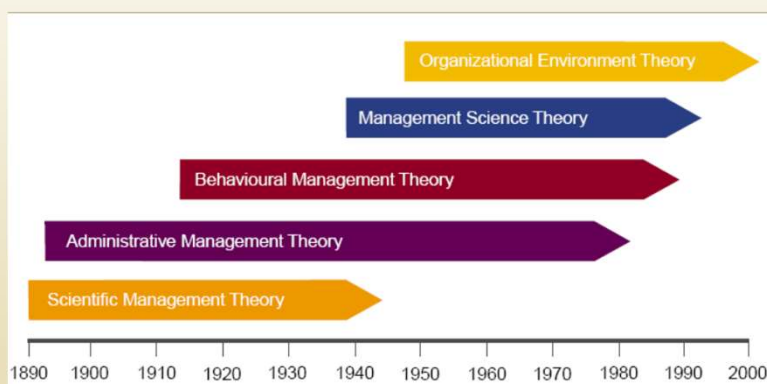 Organizational Environment Theory
Management Science Theory
Behavioural Management Theory
Administrative Management Theory
Scientific Management Theory
1890 1900 1910 1920 1930 1940 1950 1960 1970 1980 1990 2000